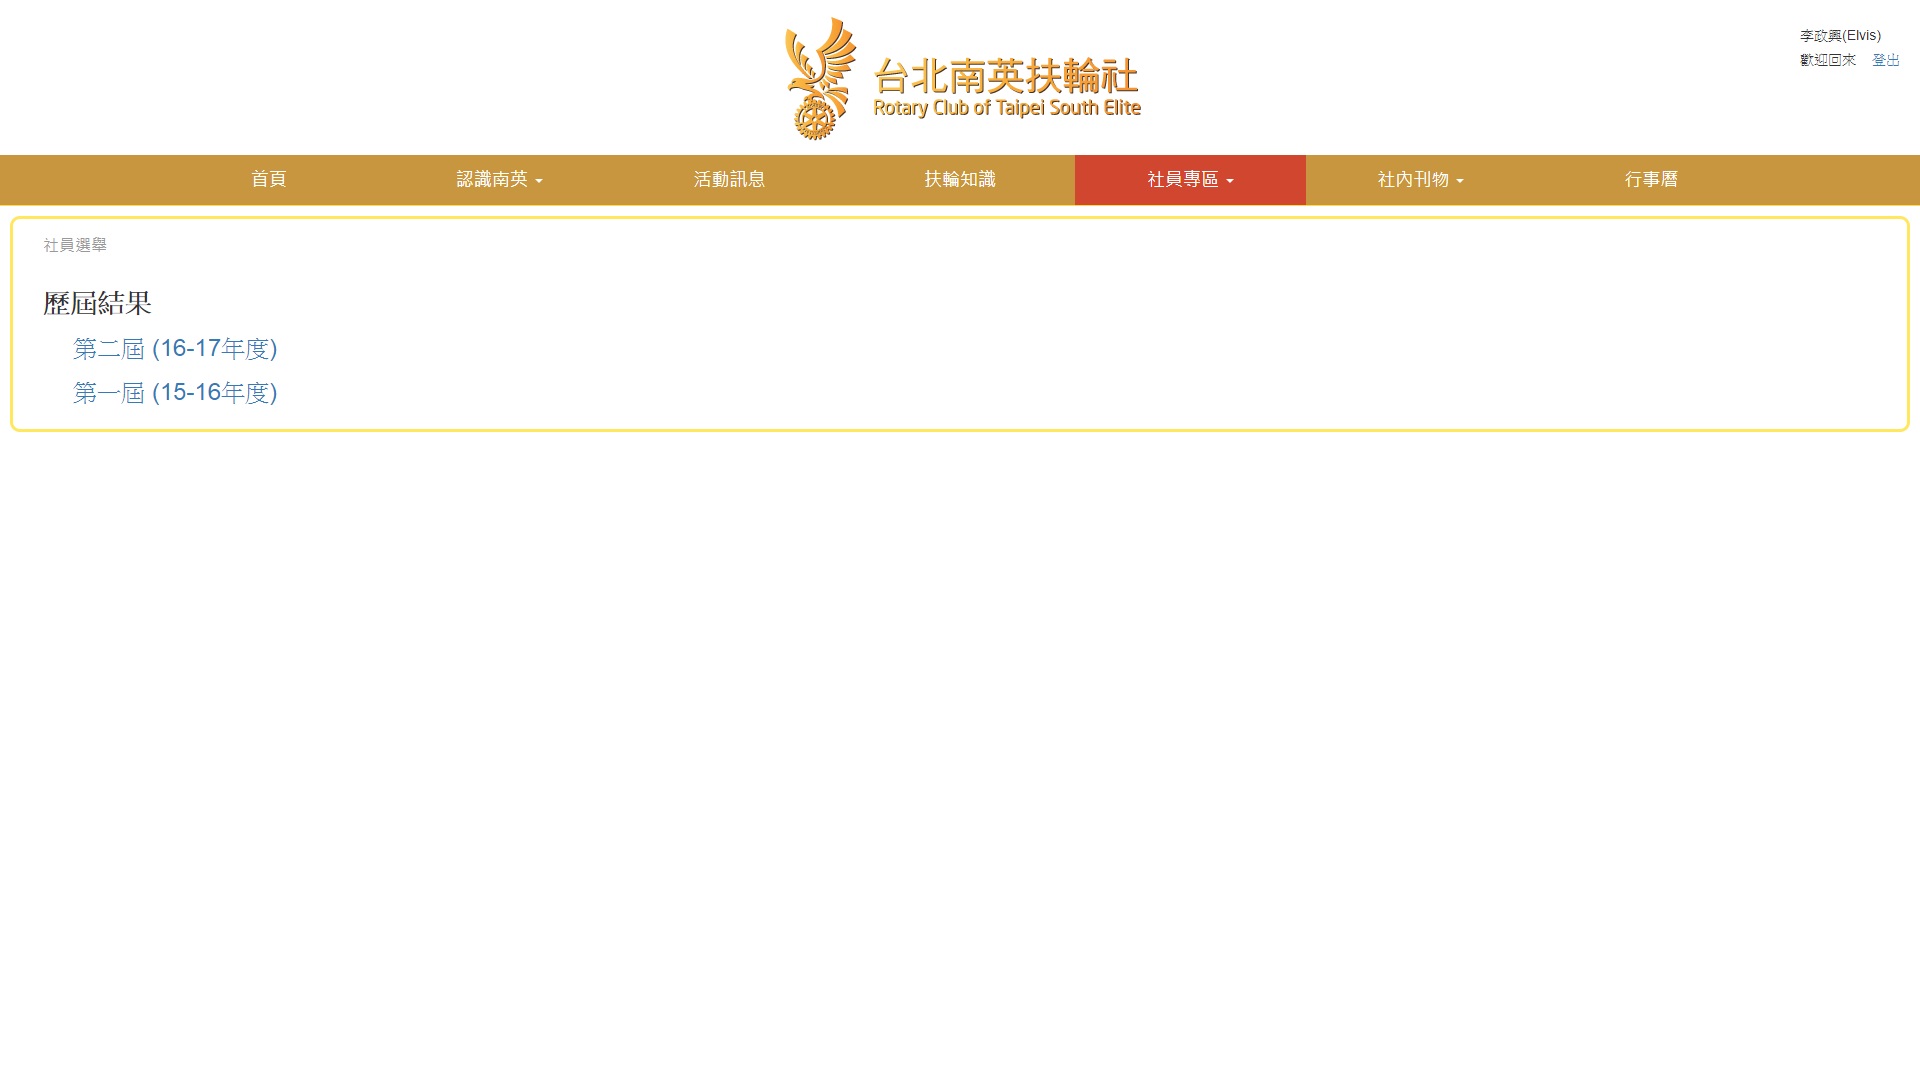 台北南英扶輪社
Rotary Club of Taipei South Elite
李政興(Elvis)
歡迎回來 登出
首頁 認識南英 活動訊息 扶輪知識 社員專區 社內刊物 行事曆
社員選舉
歷屆結果
第二屆 (16-17年度)
第一屆 (15-16年度)